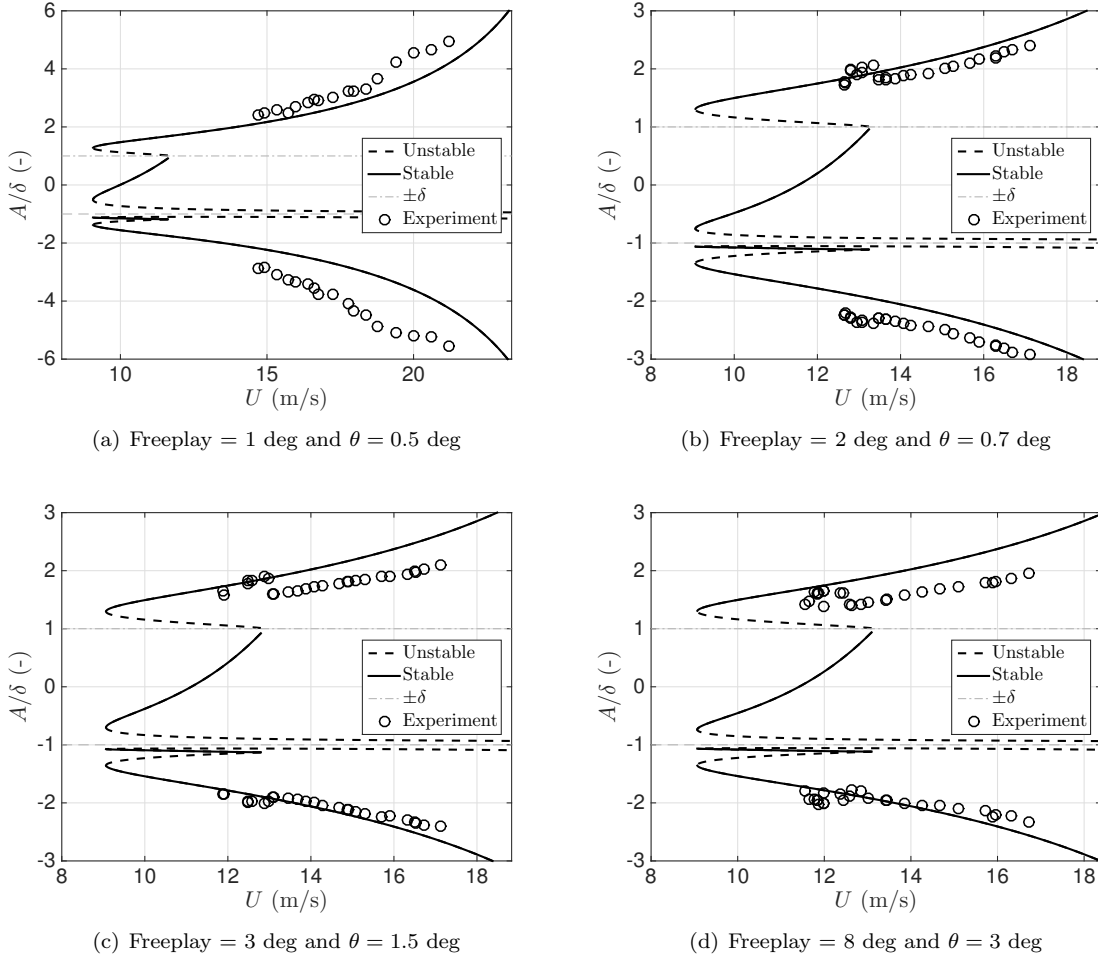 6
4
2
0
-2
-4
-6
A/δ (-)
10
15
20
U (m/s)
Unstable
Stable
±δ
Experiment
(a) Freeplay = 1 deg and θ = 0.5 deg
3
2
1
0
-1
-2
-3
A/δ (-)
8
10
12
14
16
18
U (m/s)
Unstable
Stable
±δ
Experiment
(b) Freeplay = 2 deg and θ = 0.7 deg
3
2
1
0
-1
-2
-3
A/δ (-)
8
10
12
14
16
18
U (m/s)
Unstable
Stable
±δ
Experiment
(c) Freeplay = 3 deg and θ = 1.5 deg
3
2
1
0
-1
-2
-3
A/δ (-)
8
10
12
14
16
18
U (m/s)
Unstable
Stable
±δ
Experiment
(d) Freeplay = 8 deg and θ = 3 deg